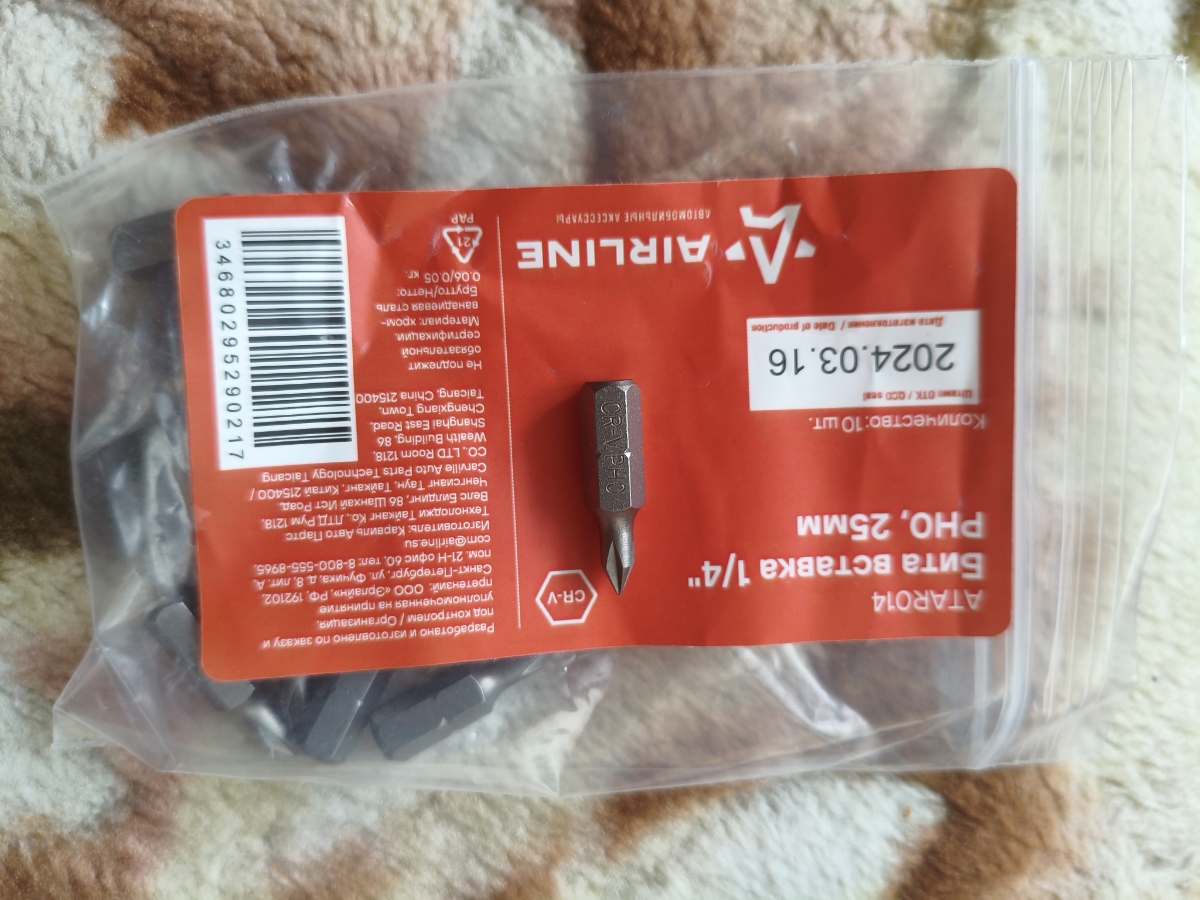 AIRLINE
АВТОМОБИЛЬНЫЕ АКСЕССУАРЫ
Дата изготовления / Date of production
2024.03.16
Штамп ОТК / QCD seal
Количество: 10 шт.
ATAR014
Бита вставка 1/4"
PH0, 25мм
CR-V
CR-V PH0
Разработано и изготовлено по заказу и
под контролем / Организация,
уполномоченная на принятие
претензий: ООО «Эрлайн», РФ, 192102,
Санкт-Петербург, ул. Фучика, д. 8, лит. А,
пом. 21-Н офис 60, тел: 8-800-555-8965,
com@airline.su
Изготовитель: Карвиль Авто Партс
Технолоджи Тайканг Ко., ЛТД Рум 1218,
Велс Билдинг, 86 Шанхай Ист Роад,
Ченгсианг Таун, Тайканг, Китай 215400 /
Carville Auto Parts Technology Taicang
CO., LTD Room 1218,
Wealth Building, 86
Shanghai East Road,
Chengxiang Town,
Taicang, China 215400
Не подлежит
обязательной
сертификации.
Материал: хром-
ванадиевая сталь
Брутто/Нетто:
0.06/0.05 кг.
21
PAP
34680295290217